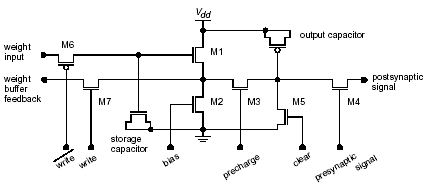 Vdd
output capacitor
weight
input
M6
M1
weight
buffer
feedback
postsynaptic
signal
M7
M2
M3
M5
M4
storage
capacitor
write
write
bias
precharge
clear
presynaptic
signal